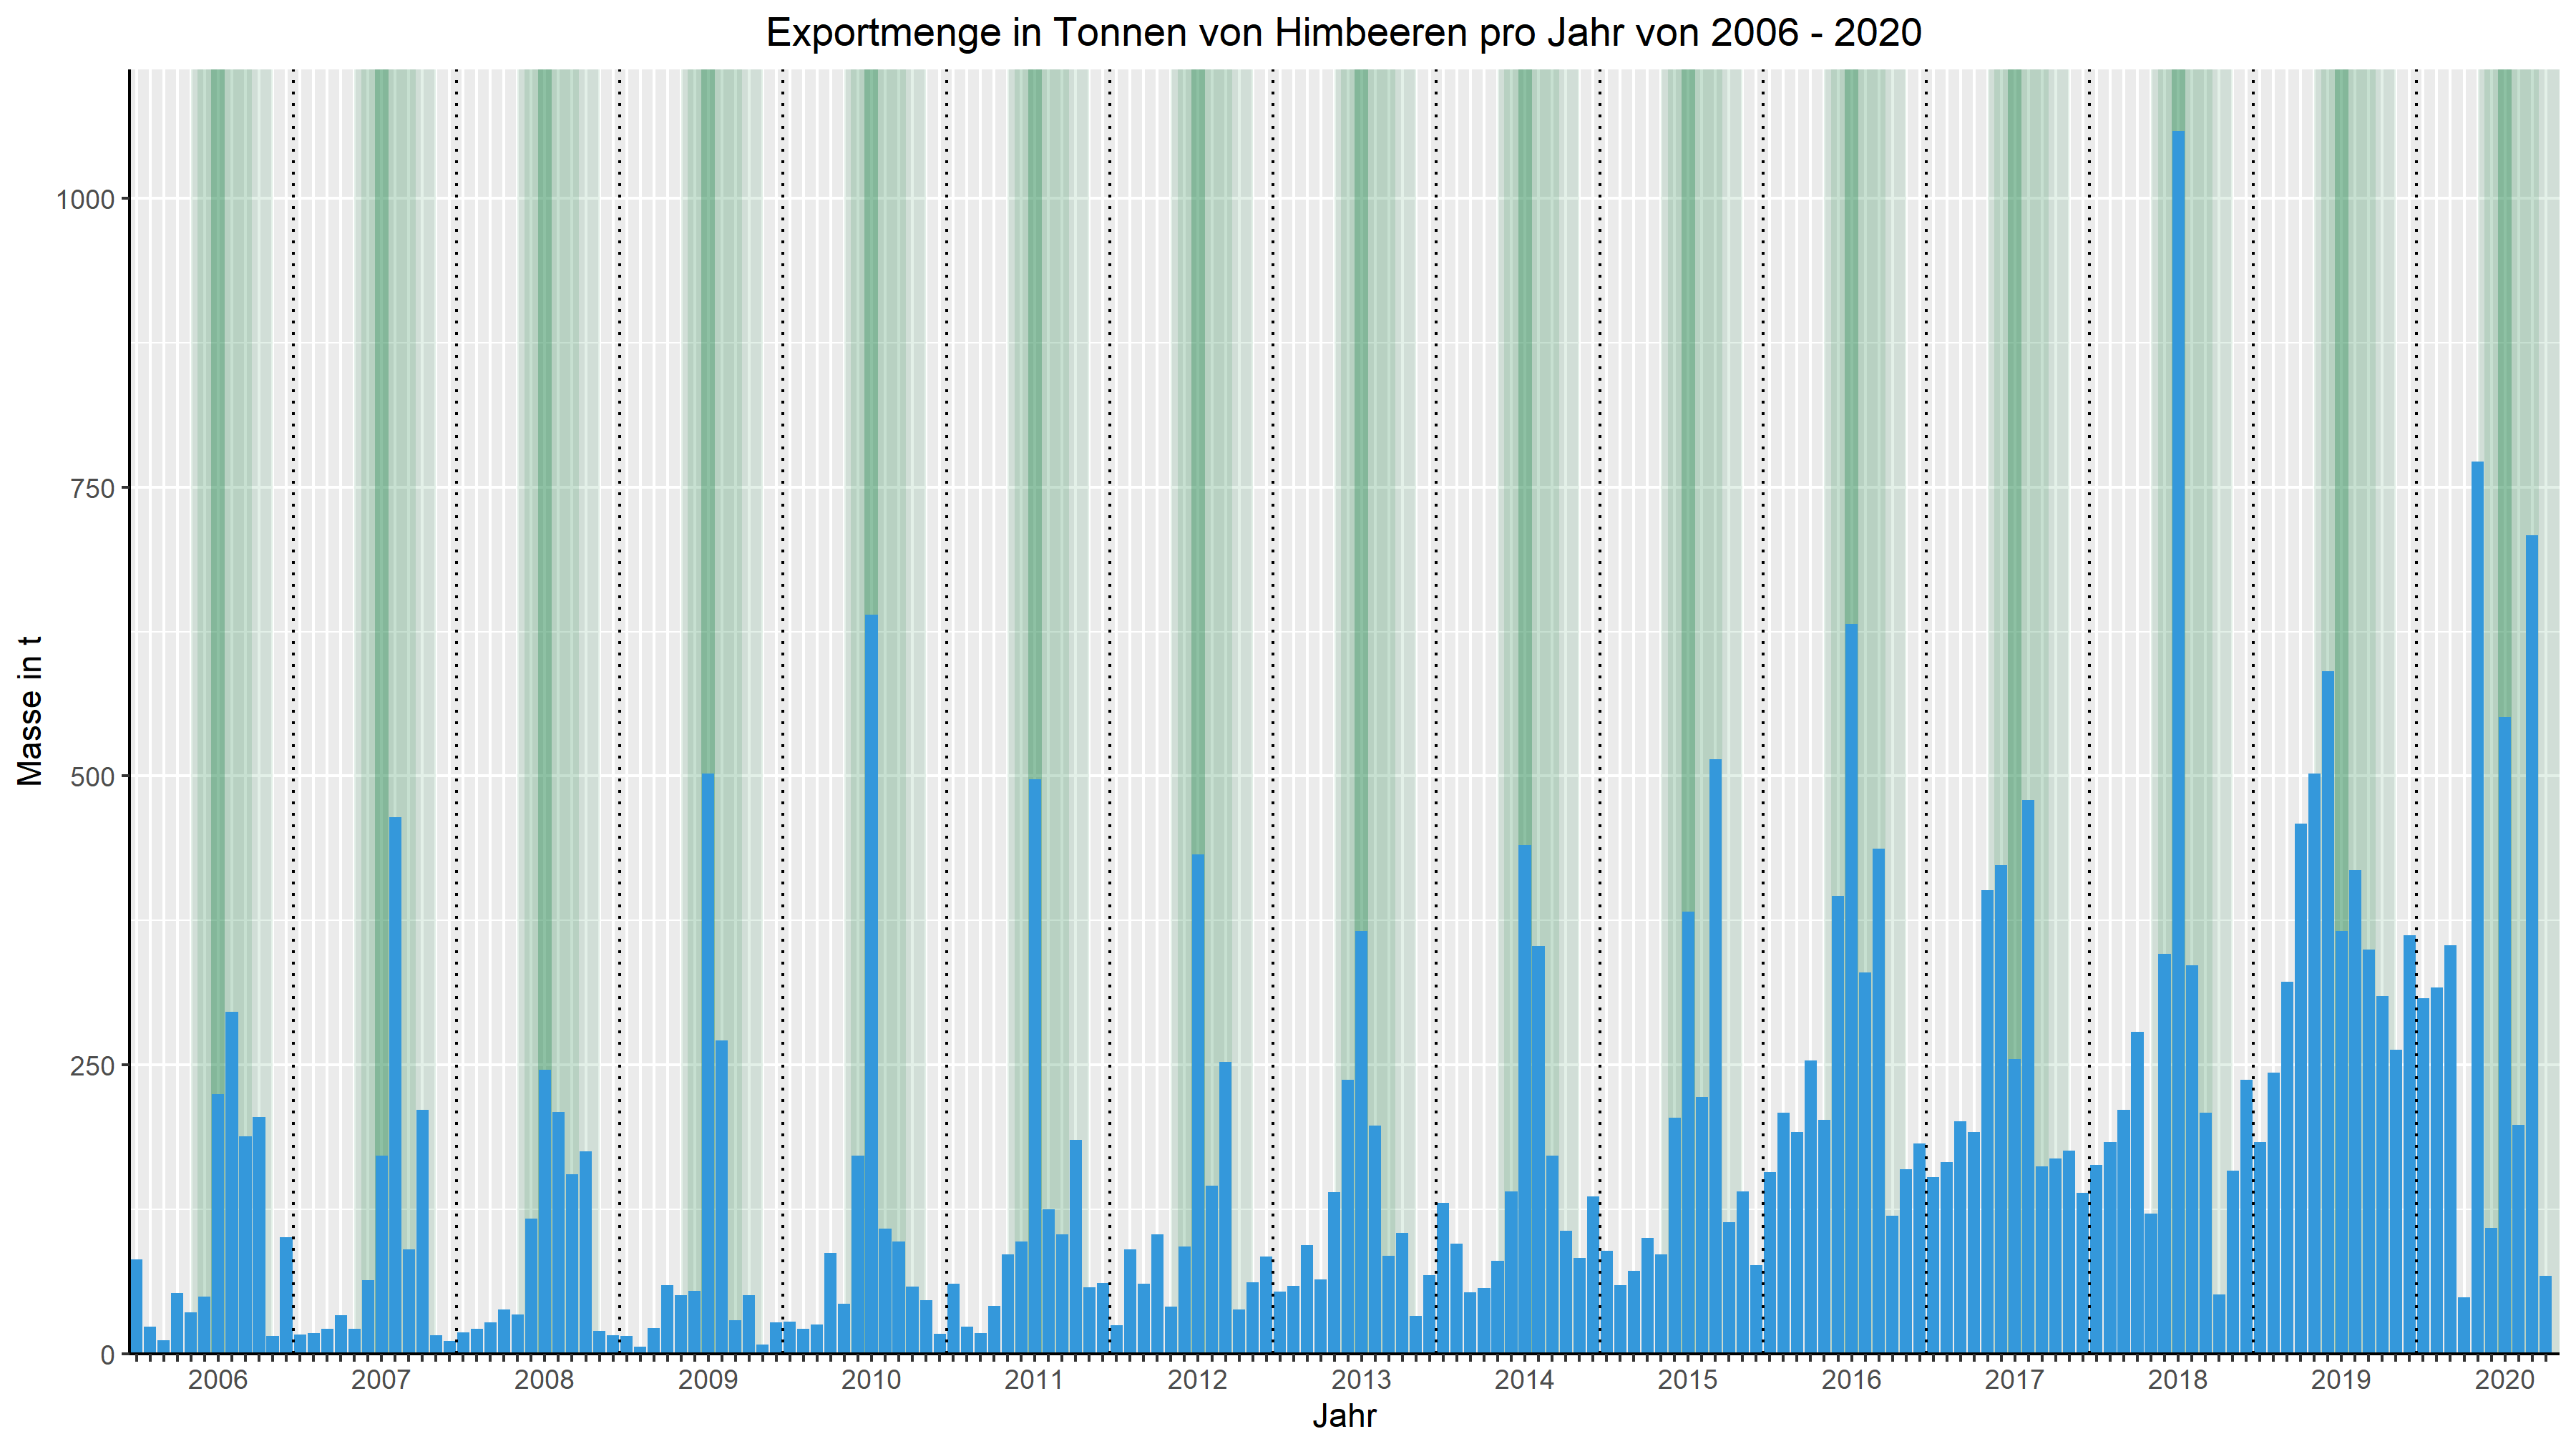 Exportmenge in Tonnen von Himbeeren pro Jahr von 2006 - 2020
Masse in t
1000
750
500
250
0
2006 2007 2008 2009 2010 2011 2012 2013 2014 2015 2016 2017 2018 2019 2020
Jahr